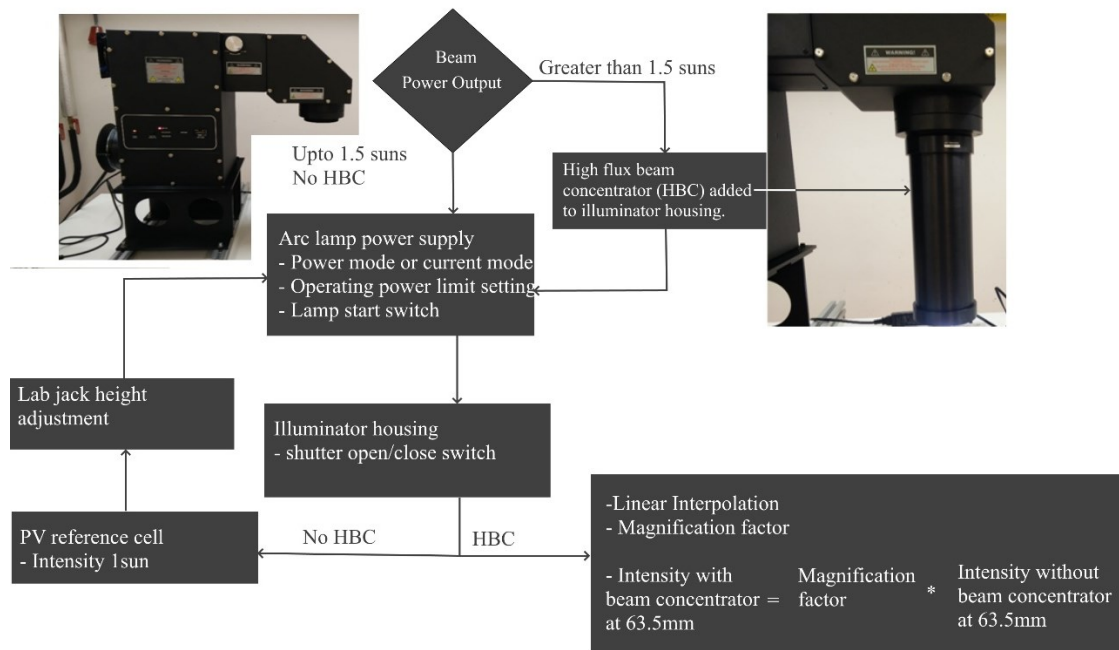 Beam
Power Output
Greater than 1.5 suns
WARNING!
Upto 1.5 suns
No HBC
High flux beam
concentrator (HBC) added
to illuminator housing.
Arc lamp power supply
- Power mode or current mode
- Operating power limit setting
- Lamp start switch
Lab jack height
adjustment
Illuminator housing
- shutter open/close switch
PV reference cell
- Intensity 1sun
No HBC
HBC
-Linear Interpolation
- Magnification factor
- Intensity with
beam concentrator
at 63.5mm
=
Magnification
factor
*
Intensity without
beam concentrator
at 63.5mm